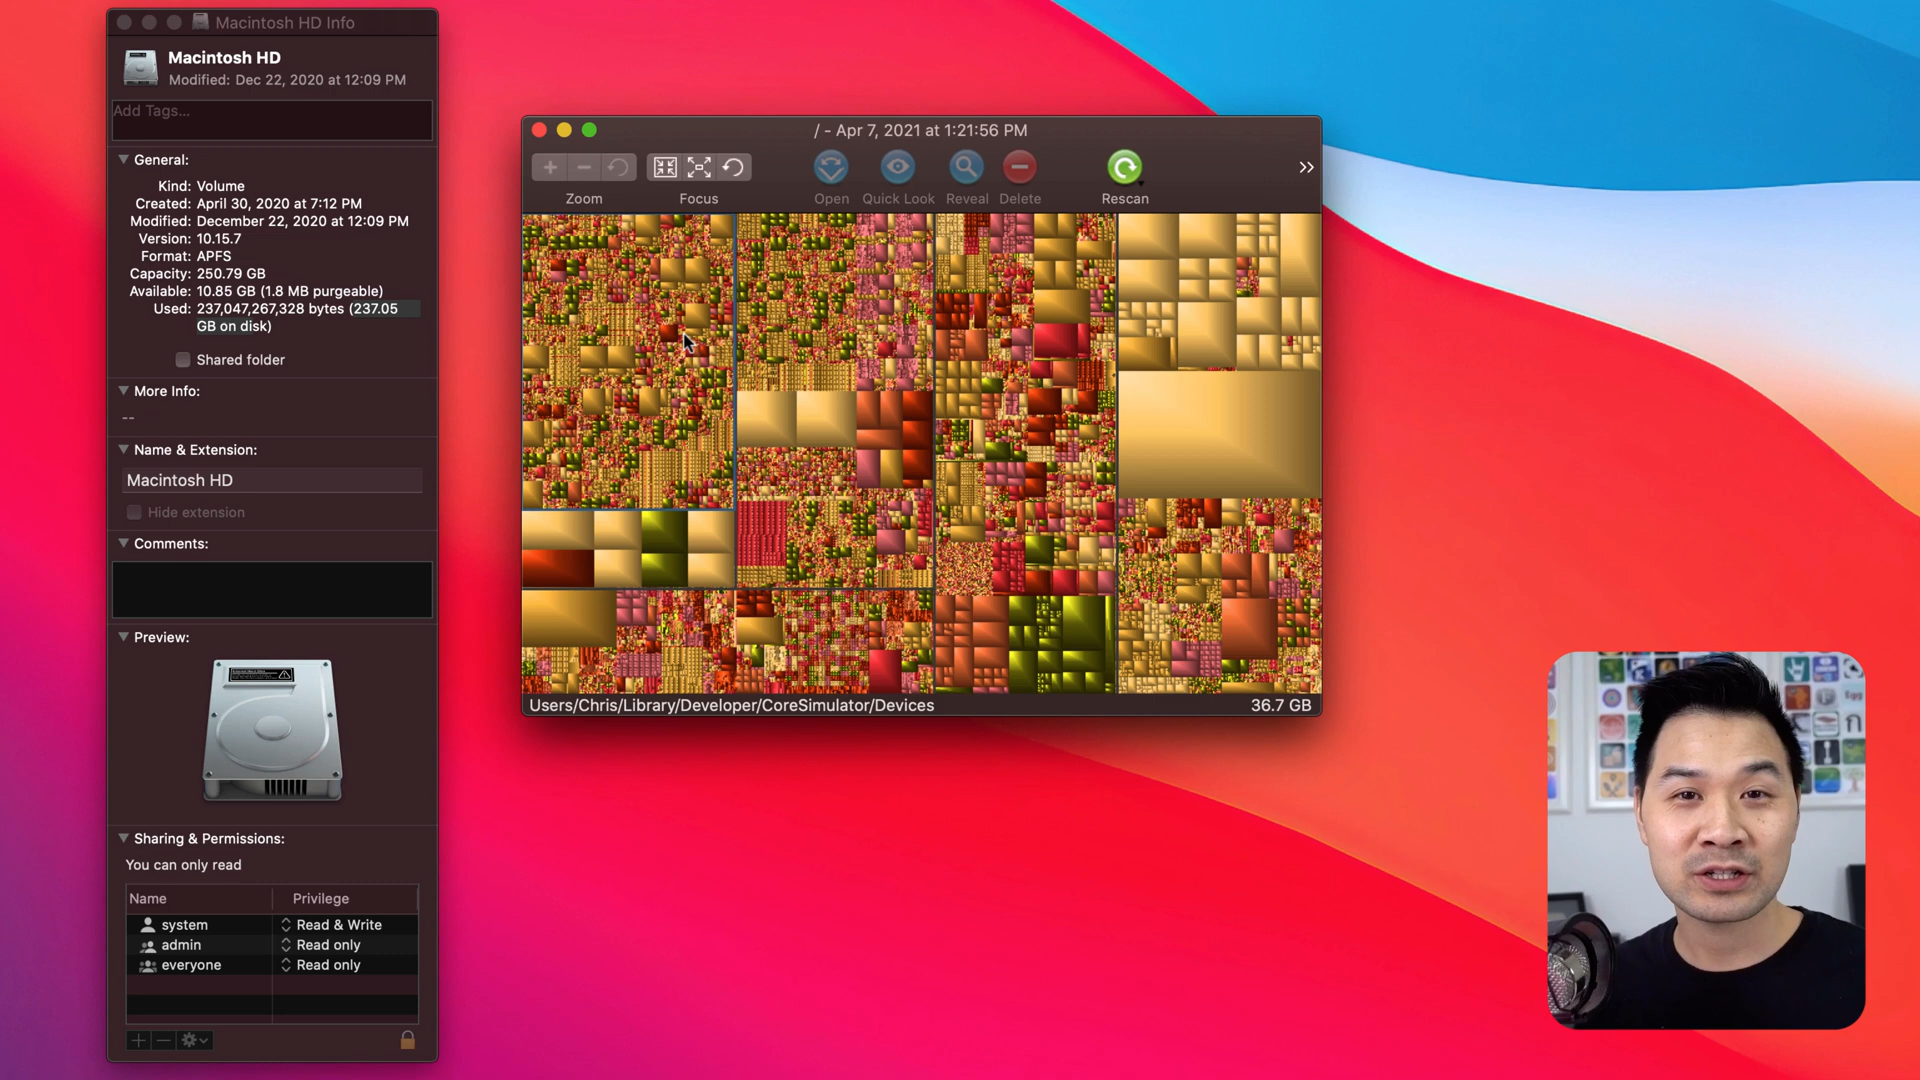 Macintosh HD Info
Macintosh HD
Modified: Dec 22, 2020 at 12:09 PM
Add Tags...
General:
Kind: Volume
Created: April 30, 2020 at 7:12 PM
Modified: December 22, 2020 at 12:09 PM
Version: 10.15.7
Format: APFS
Capacity: 250.79 GB
Available: 10.85 GB (1.8 MB purgeable)
Used: 237,047,267,328 bytes (237.05
GB on disk)
Shared folder
More Info:
--
Name & Extension:
Macintosh HD
Hide extension
Comments:
Preview:
Sharing & Permissions:
You can only read
Name Privilege
system Read & Write
admin Read only
everyone Read only
/ - Apr 7, 2021 at 1:21:56 PM
Zoom Focus Open Quick Look Reveal Delete Rescan
Users/Chris/Library/Developer/CoreSimulator/Devices 36.7 GB